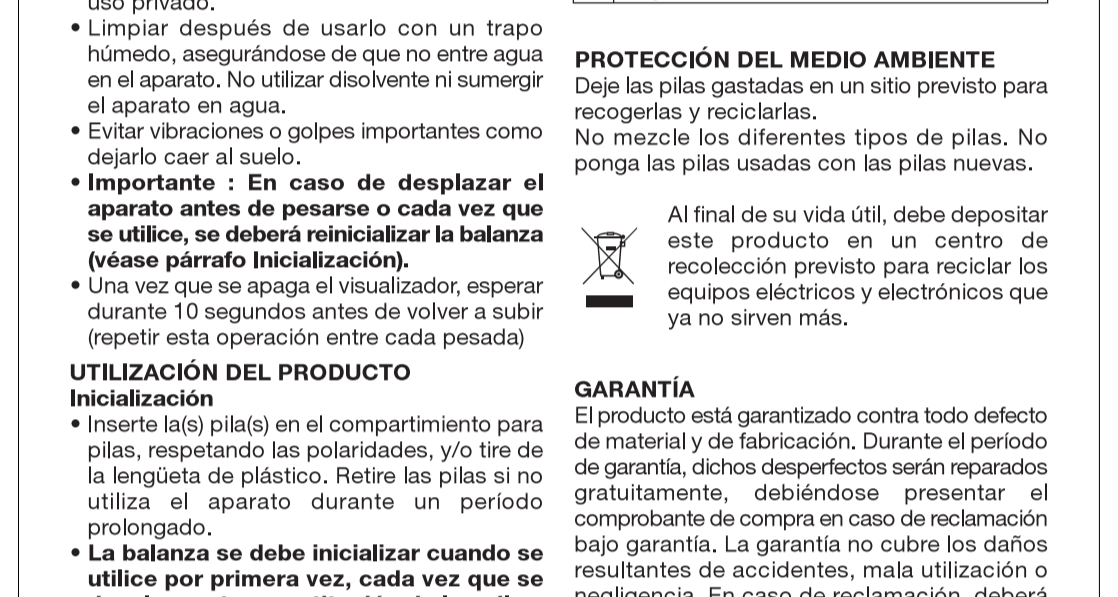 uso privado.
• Limpiar después de usarlo con un trapo
húmedo, asegurándose de que no entre agua
en el aparato. No utilizar disolvente ni sumergir
el aparato en agua.
• Evitar vibraciones o golpes importantes como
dejarlo caer al suelo.
• Importante : En caso de desplazar el
aparato antes de pesarse o cada vez que
se utilice, se deberá reinicializar la balanza
(véase párrafo Inicialización).
• Una vez que se apaga el visualizador, esperar
durante 10 segundos antes de volver a subir
(repetir esta operación entre cada pesada)
UTILIZACIÓN DEL PRODUCTO
Inicialización
• Inserte la(s) pila(s) en el compartimiento para
pilas, respetando las polaridades, y/o tire de
la lengüeta de plástico. Retire las pilas si no
utiliza el aparato durante un período
prolongado.
• La balanza se debe inicializar cuando se
utilice por primera vez, cada vez que se
PROTECCIÓN DEL MEDIO AMBIENTE
Deje las pilas gastadas en un sitio previsto para
recogerlas y reciclarlas.
No mezcle los diferentes tipos de pilas. No
ponga las pilas usadas con las pilas nuevas.
Al final de su vida útil, debe depositar
este producto en un centro de
recolección previsto para reciclar los
equipos eléctricos y electrónicos que
ya no sirven más.
GARANTÍA
El producto está garantizado contra todo defecto
de material y de fabricación. Durante el período
de garantía, dichos desperfectos serán reparados
gratuitamente, debiéndose presentar el
comprobante de compra en caso de reclamación
bajo garantía. La garantía no cubre los daños
resultantes de accidentes, mala utilización o
negligencia. En caso de reclamación, deberá